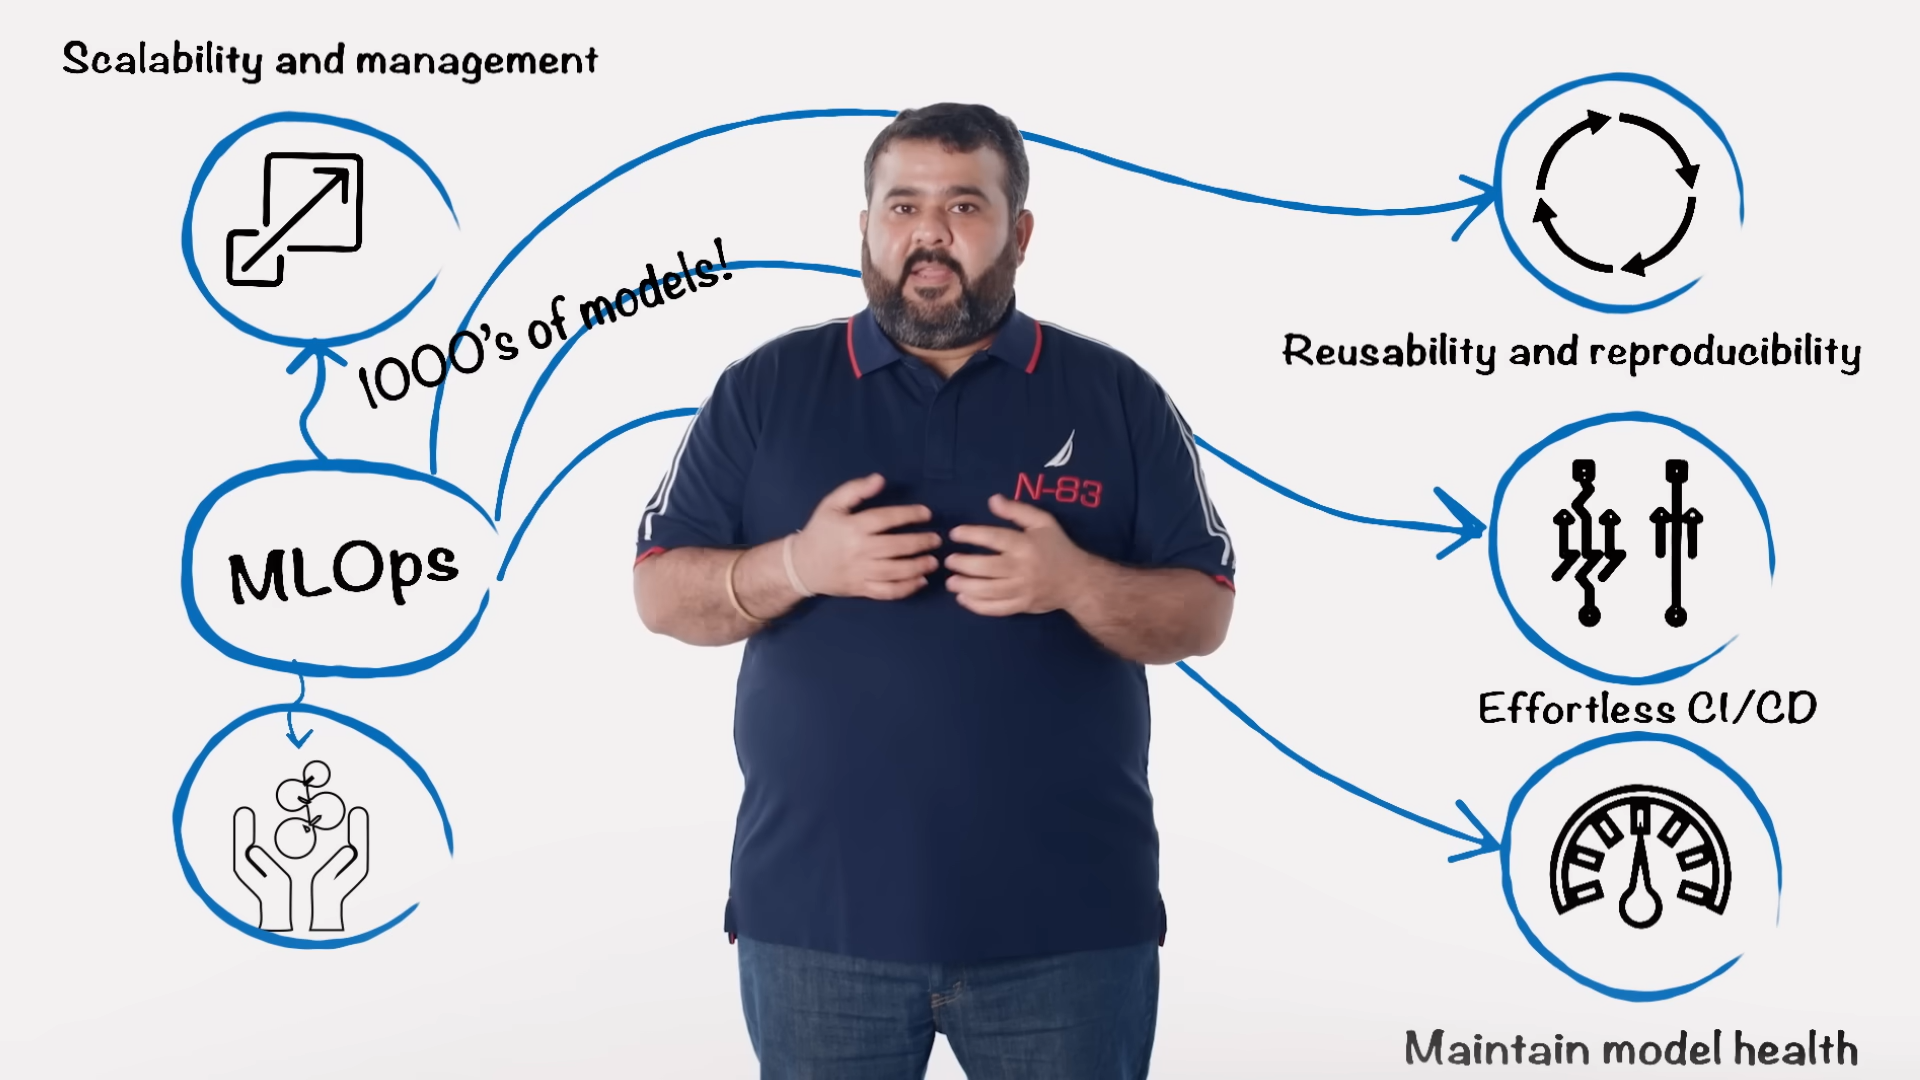 Scalability and management
1000's of models!
MLOps
N-83
Reusability and reproducibility
Effortless CI/CD
Maintain model health